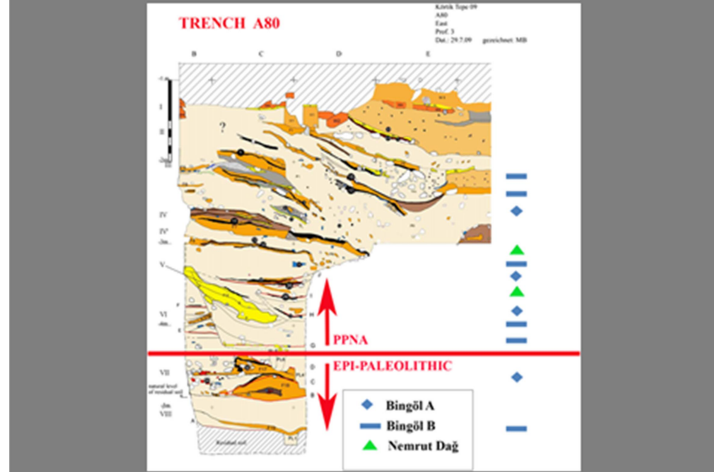 TRENCH A80
Körtik Tepe 09
A80
East
Prof. 3
Dat.: 29.7.09 gezeichnet: MB
B C D E
I
?
II
IV
IV'
V
VI
PPNA
EPI-PALEOLITHIC
VII
natural level
of residual soil
VIII
Residual soil
Bingöl A
Bingöl B
Nemrut Dağ